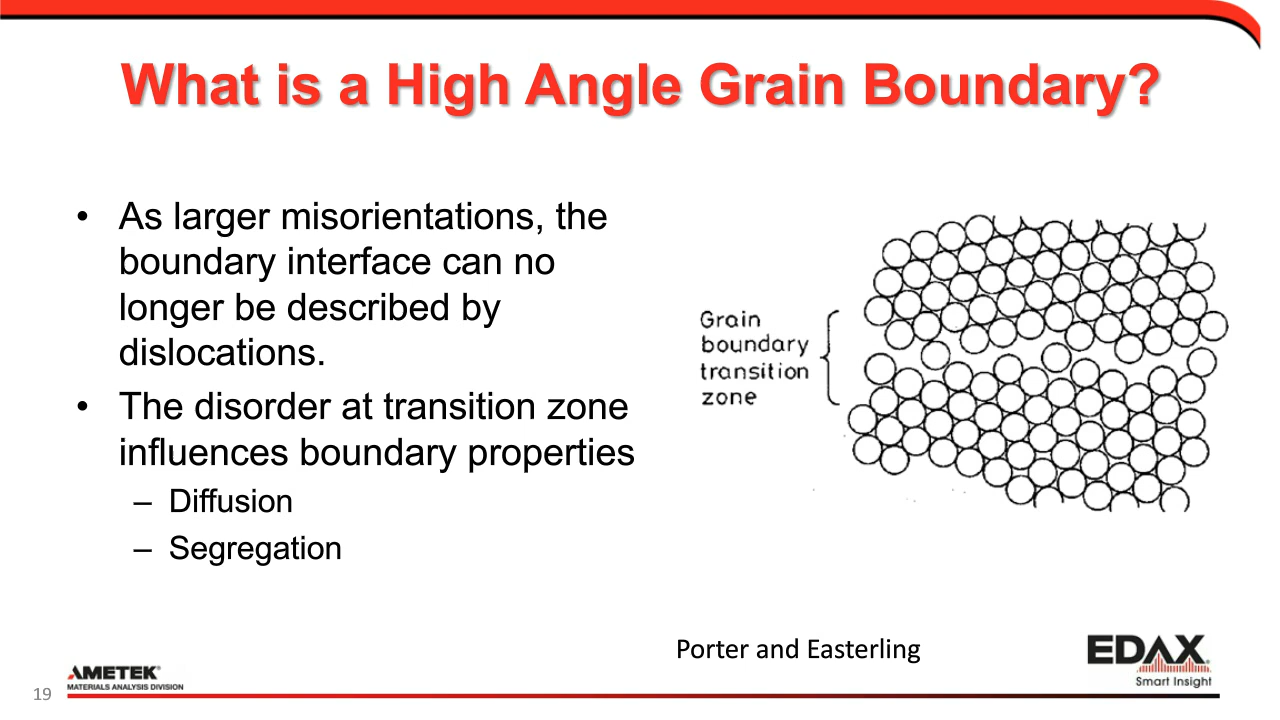 What is a High Angle Grain Boundary?
• As larger misorientations, the
boundary interface can no
longer be described by
dislocations.
• The disorder at transition zone
influences boundary properties
– Diffusion
– Segregation
Grain
boundary
transition
zone
Porter and Easterling
19
AMETEK®
MATERIALS ANALYSIS DIVISION
EDAX
Smart Insight